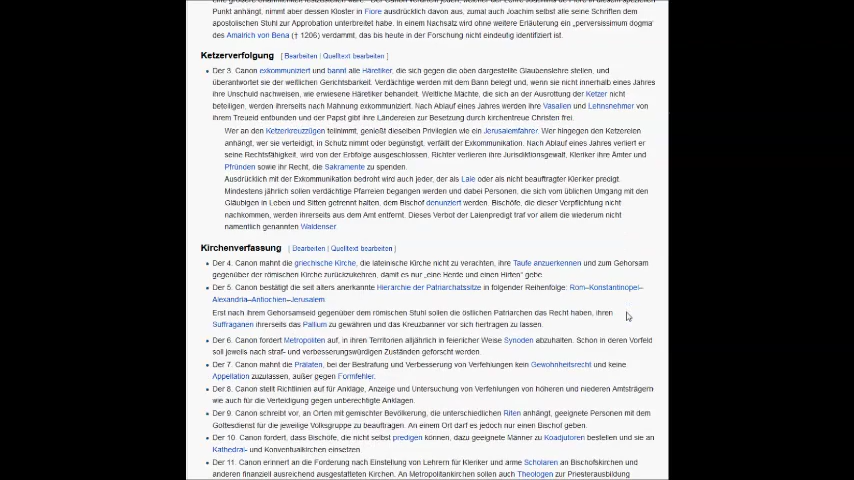 Punkt anhängt, nimmt aber dessen Kloster in Fiore ausdrücklich davon aus, zumal auch Joachim selbst alle seine Schriften dem
apostolischen Stuhl zur Approbation unterbreitet habe. In einem Nachsatz wird ohne weitere Erläuterung ein „perversissimum dogma“
des Amalrich von Bena († 1206) verdammt, das bis heute in der Forschung nicht eindeutig identifiziert ist.
Ketzerverfolgung [ Bearbeiten | Quelltext bearbeiten ]
• Der 3. Canon exkommuniziert und bannt alle Häretiker, die sich gegen die oben dargestellte Glaubenslehre stellen, und
überantwortet sie der weltlichen Gerichtsbarkeit. Verdächtige werden mit dem Bann belegt und, wenn sie nicht innerhalb eines Jahres
ihre Unschuld nachweisen, wie erwiesene Häretiker behandelt. Weltliche Mächte, die sich an der Ausrottung der Ketzer nicht
beteiligen, werden ihrerseits nach Mahnung exkommuniziert. Nach Ablauf eines Jahres werden ihre Vasallen und Lehnsnehmer von
ihrem Treueid entbunden und der Papst gibt ihre Ländereien zur Besetzung durch kirchentreue Christen frei.
Wer an den Ketzerkreuzzügen teilnimmt, genießt dieselben Privilegien wie ein Jerusalemfahrer. Wer hingegen den Ketzereien
anhängt, wer sie verteidigt, in Schutz nimmt oder begünstigt, verfällt der Exkommunikation. Nach Ablauf eines Jahres verliert er
seine Rechtsfähigkeit, wird von der Erbfolge ausgeschlossen. Richter verlieren ihre Jurisdiktionsgewalt, Kleriker ihre Ämter und
Pfründen sowie ihr Recht, die Sakramente zu spenden.
Ausdrücklich mit der Exkommunikation bedroht wird auch jeder, der als Laie oder als nicht beauftragter Kleriker predigt.
Mindestens jährlich sollen verdächtige Pfarreien begangen werden und dabei Personen, die sich vom üblichen Umgang mit den
Gläubigen in Leben und Sitten getrennt halten, dem Bischof denunziert werden. Bischöfe, die dieser Verpflichtung nicht
nachkommen, werden ihrerseits aus dem Amt entfernt. Dieses Verbot der Laienpredigt traf vor allem die wiederum nicht
namentlich genannten Waldenser.
Kirchenverfassung [ Bearbeiten | Quelltext bearbeiten ]
• Der 4. Canon mahnt die griechische Kirche, die lateinische Kirche nicht zu verachten, ihre Taufe anzuerkennen und zum Gehorsam
gegenüber der römischen Kirche zurückzukehren, damit es nur „eine Herde und einen Hirten“ gebe.
• Der 5. Canon bestätigt die seit alters anerkannte Hierarchie der Patriarchatssitze in folgender Reihenfolge: Rom–Konstantinopel–
Alexandria–Antiochien–Jerusalem.
Erst nach ihrem Gehorsamseid gegenüber dem römischen Stuhl sollen die östlichen Patriarchen das Recht haben, ihren
Suffraganen ihrerseits das Pallium zu gewähren und das Kreuzbanner vor sich hertragen zu lassen.
• Der 6. Canon fordert Metropoliten auf, in ihren Territorien alljährlich in feierlicher Weise Synoden abzuhalten. Schon in deren Vorfeld
soll jeweils nach straf- und verbesserungswürdigen Zuständen geforscht werden.
• Der 7. Canon mahnt die Prälaten, bei der Bestrafung und Verbesserung von Verfehlungen kein Gewohnheitsrecht und keine
Appellation zuzulassen, außer gegen Formfehler.
• Der 8. Canon stellt Richtlinien auf für Anklage, Anzeige und Untersuchung von Verfehlungen von höheren und niederen Amtsträgern
wie auch für die Verteidigung gegen unberechtigte Anklagen.
• Der 9. Canon schreibt vor, an Orten mit gemischter Bevölkerung, die unterschiedlichen Riten anhängt, geeignete Personen mit dem
Gottesdienst für die jeweilige Volksgruppe zu beauftragen. An einem Ort darf es jedoch nur einen Bischof geben.
• Der 10. Canon fordert, dass Bischöfe, die nicht selbst predigen können, dazu geeignete Männer zu Koadjutoren bestellen und sie an
Kathedral- und Konventualkirchen einsetzen.
• Der 11. Canon erinnert an die Forderung nach Einstellung von Lehrern für Kleriker und arme Scholaren an Bischofskirchen und
anderen finanziell ausreichend ausgestatteten Kirchen. An Metropolitankirchen sollen auch Theologen zur Priesterausbildung